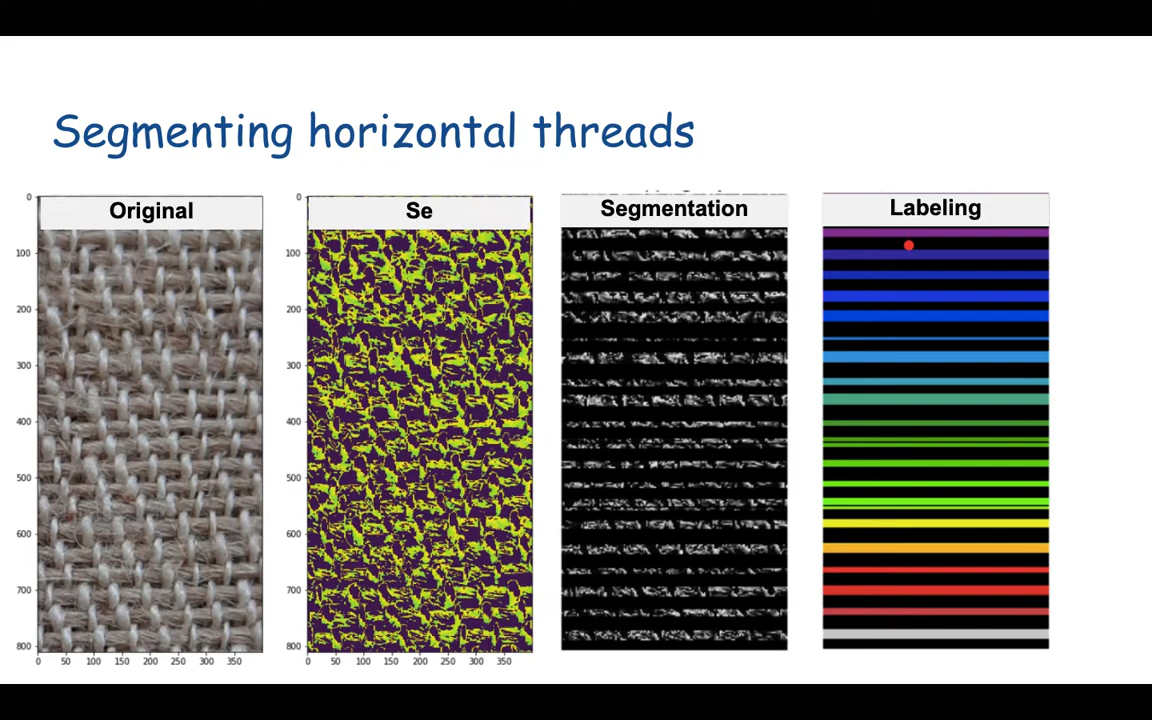 Segmenting horizontal threads
Original
Se
Segmentation
Labeling
0
100
200
300
400
500
600
700
800
0 50 100 150 200 250 300 350
0
100
200
300
400
500
600
700
800
0 50 100 150 200 250 300 350